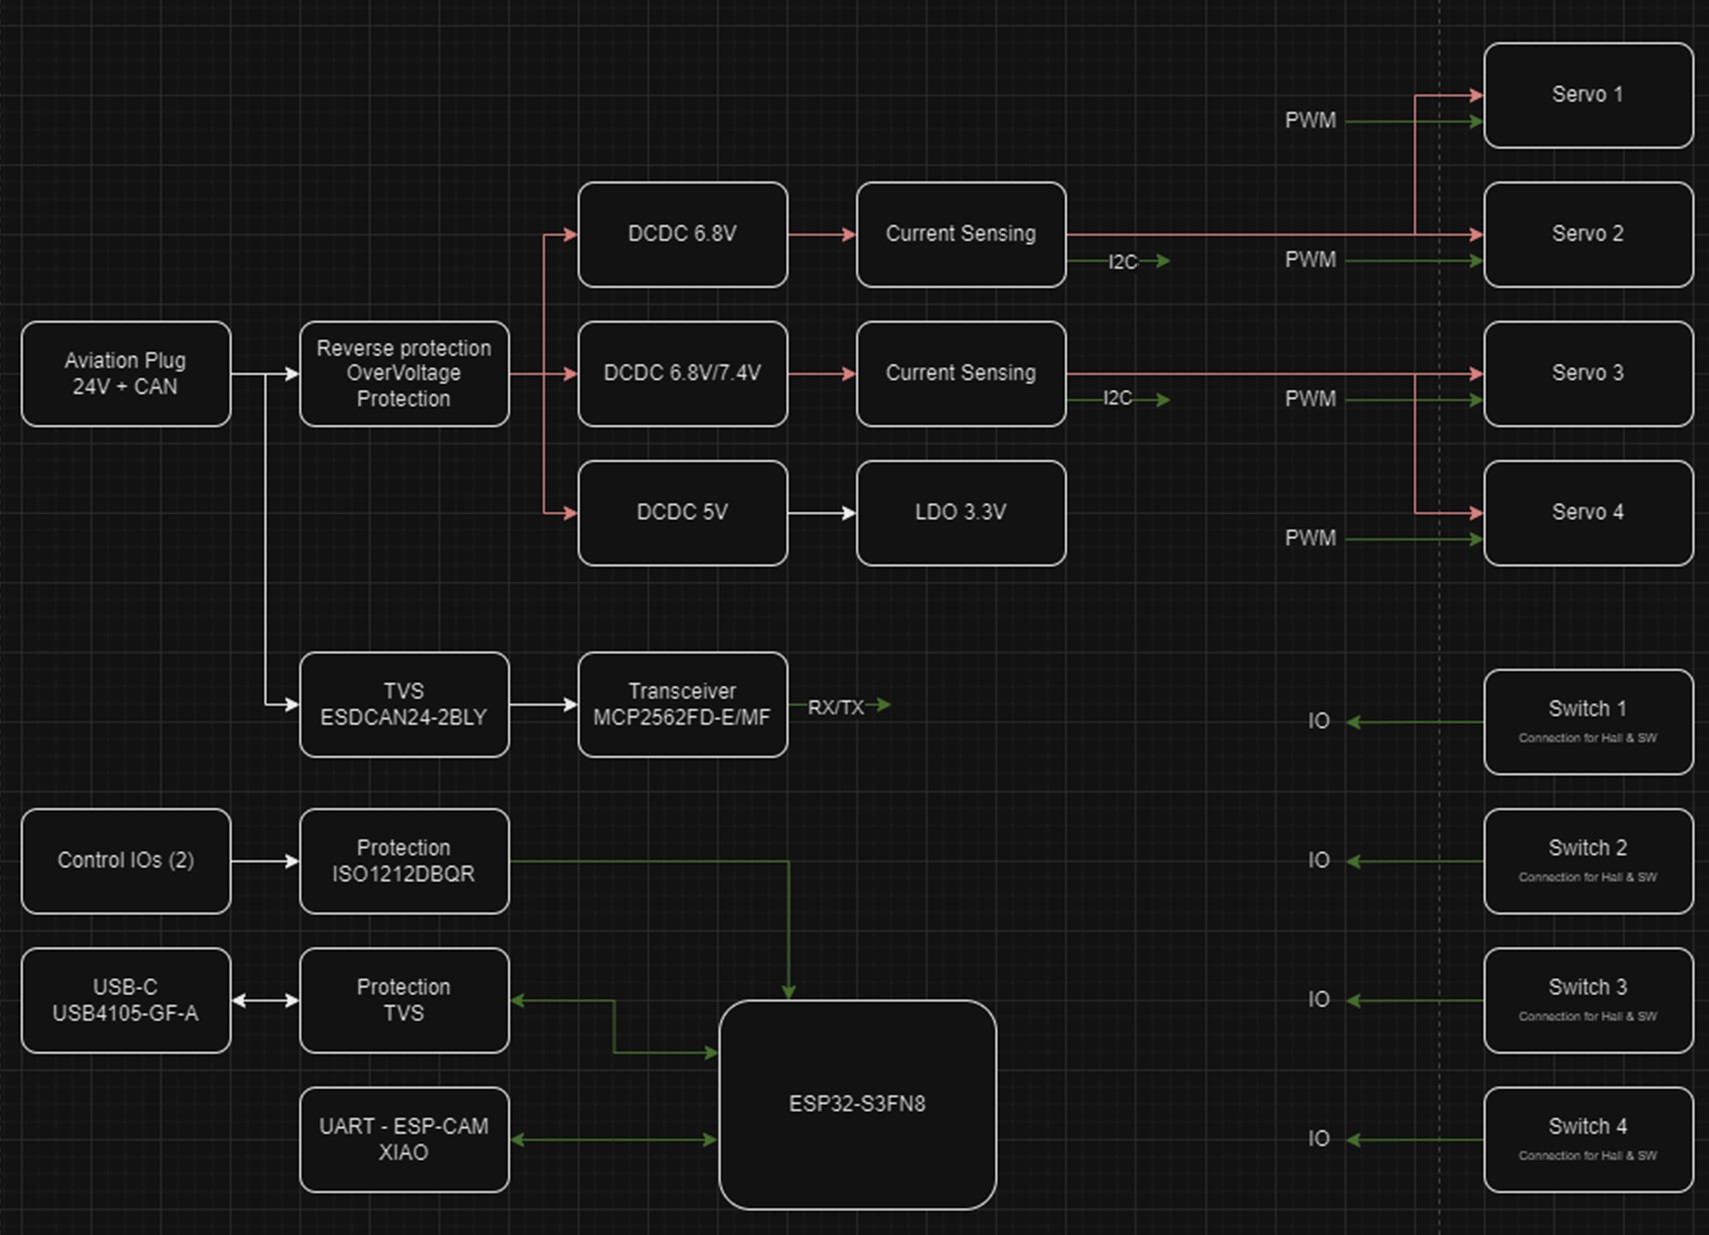 Servo 1
PWM
DCDC 6.8V
Current Sensing
I2C
PWM
Servo 2
Aviation Plug
24V + CAN
Reverse protection
OverVoltage
Protection
DCDC 6.8V/7.4V
Current Sensing
I2C
PWM
Servo 3
DCDC 5V
LDO 3.3V
PWM
Servo 4
TVS
ESDCAN24-2BLY
Transceiver
MCP2562FD-E/MF
RX/TX
IO
Switch 1
Connection for Hall & SW
Control IOs (2)
Protection
ISO1212DBQR
IO
Switch 2
Connection for Hall & SW
USB-C
USB4105-GF-A
Protection
TVS
IO
Switch 3
Connection for Hall & SW
UART - ESP-CAM
XIAO
ESP32-S3FN8
IO
Switch 4
Connection for Hall & SW